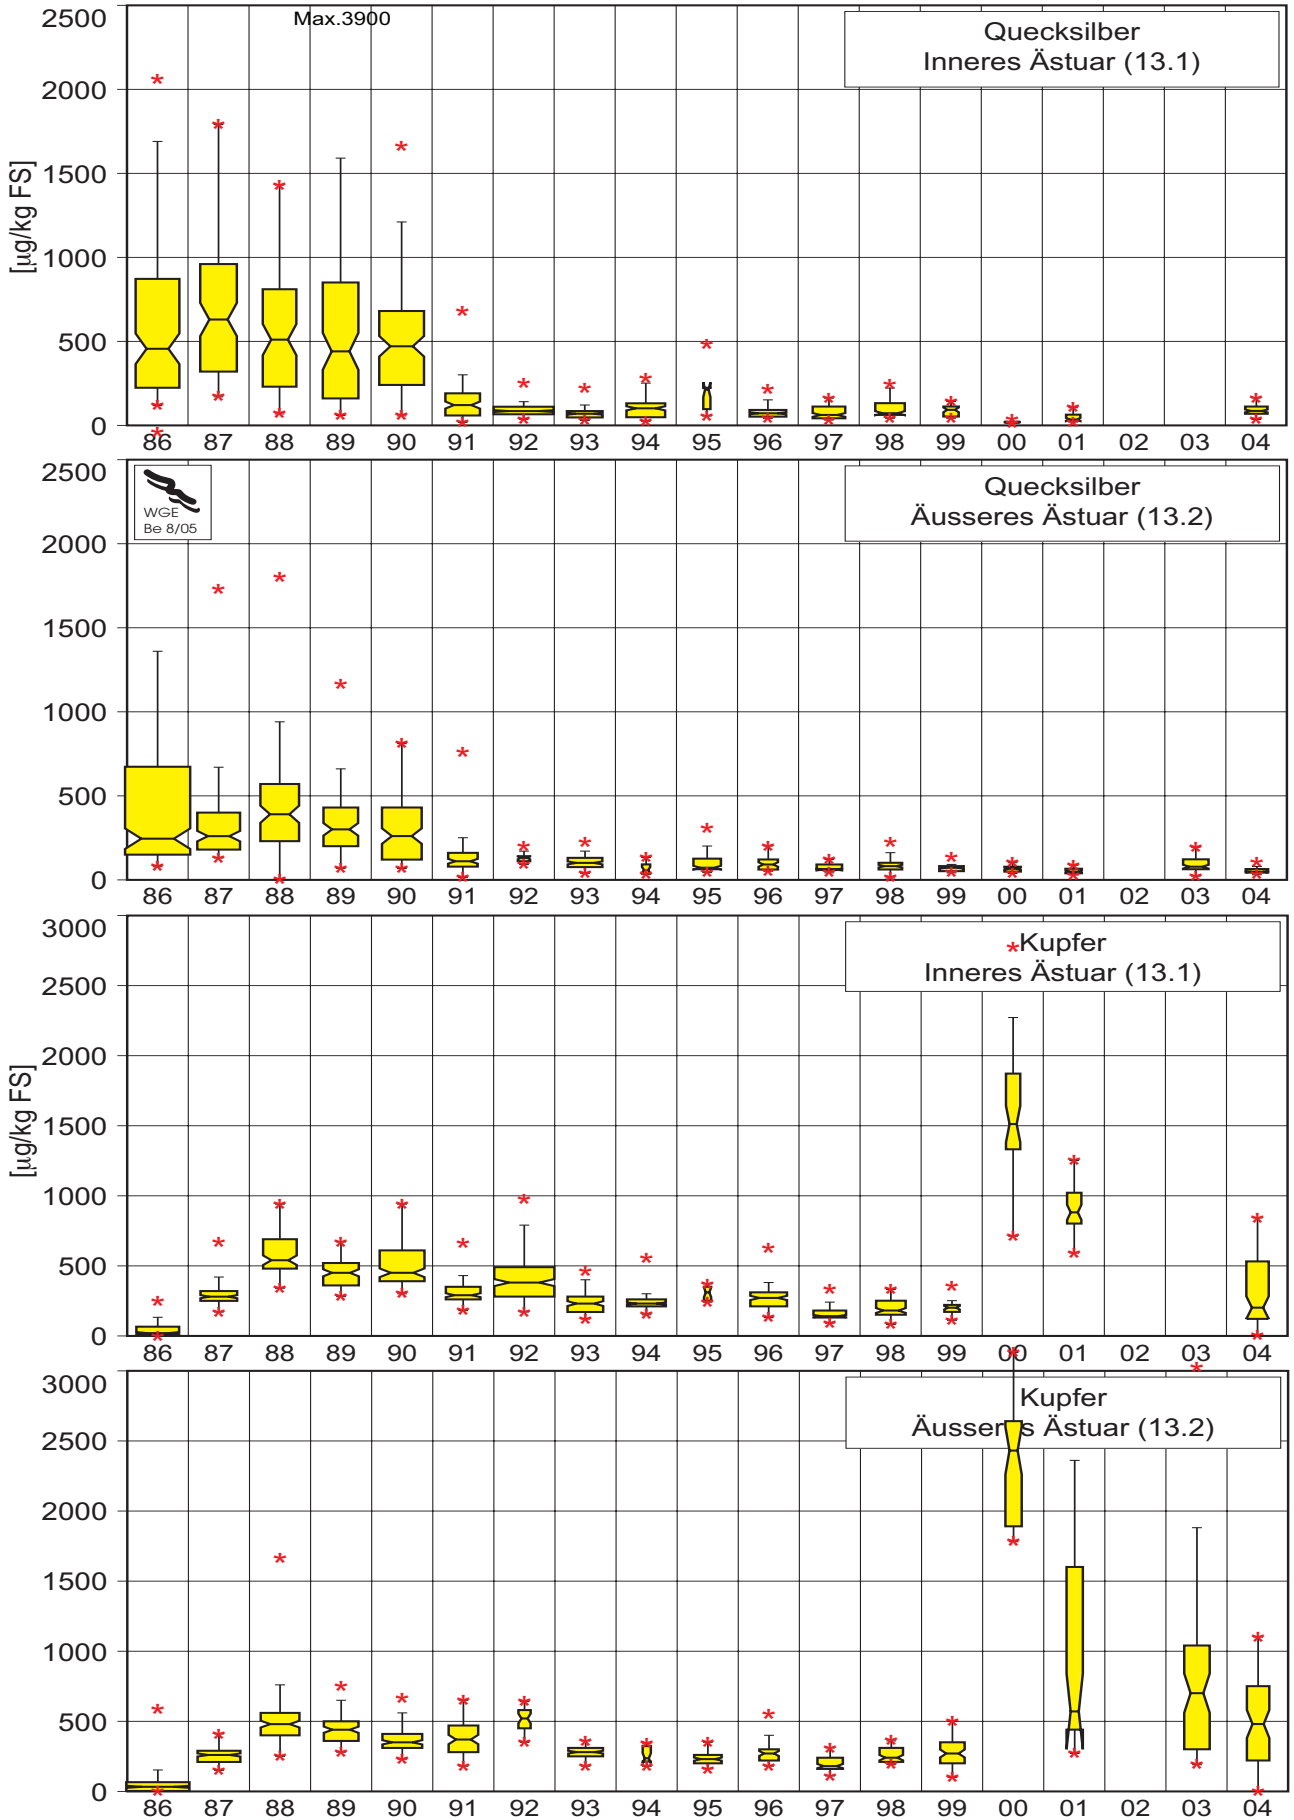 2500
Max.3900
Quecksilber
Inneres Ästuar (13.1)
2000
1500
1000
500
0
[µg/kg FS]
86 87 88 89 90 91 92 93 94 95 96 97 98 99 00 01 02 03 04
2500
WGE
Be 8/05
Quecksilber
Äusseres Ästuar (13.2)
2000
1500
1000
500
0
86 87 88 89 90 91 92 93 94 95 96 97 98 99 00 01 02 03 04
3000
Kupfer
Inneres Ästuar (13.1)
2500
2000
1500
1000
500
0
[µg/kg FS]
86 87 88 89 90 91 92 93 94 95 96 97 98 99 00 01 02 03 04
3000
Kupfer
Äusseres Ästuar (13.2)
2500
2000
1500
1000
500
0
86 87 88 89 90 91 92 93 94 95 96 97 98 99 00 01 02 03 04